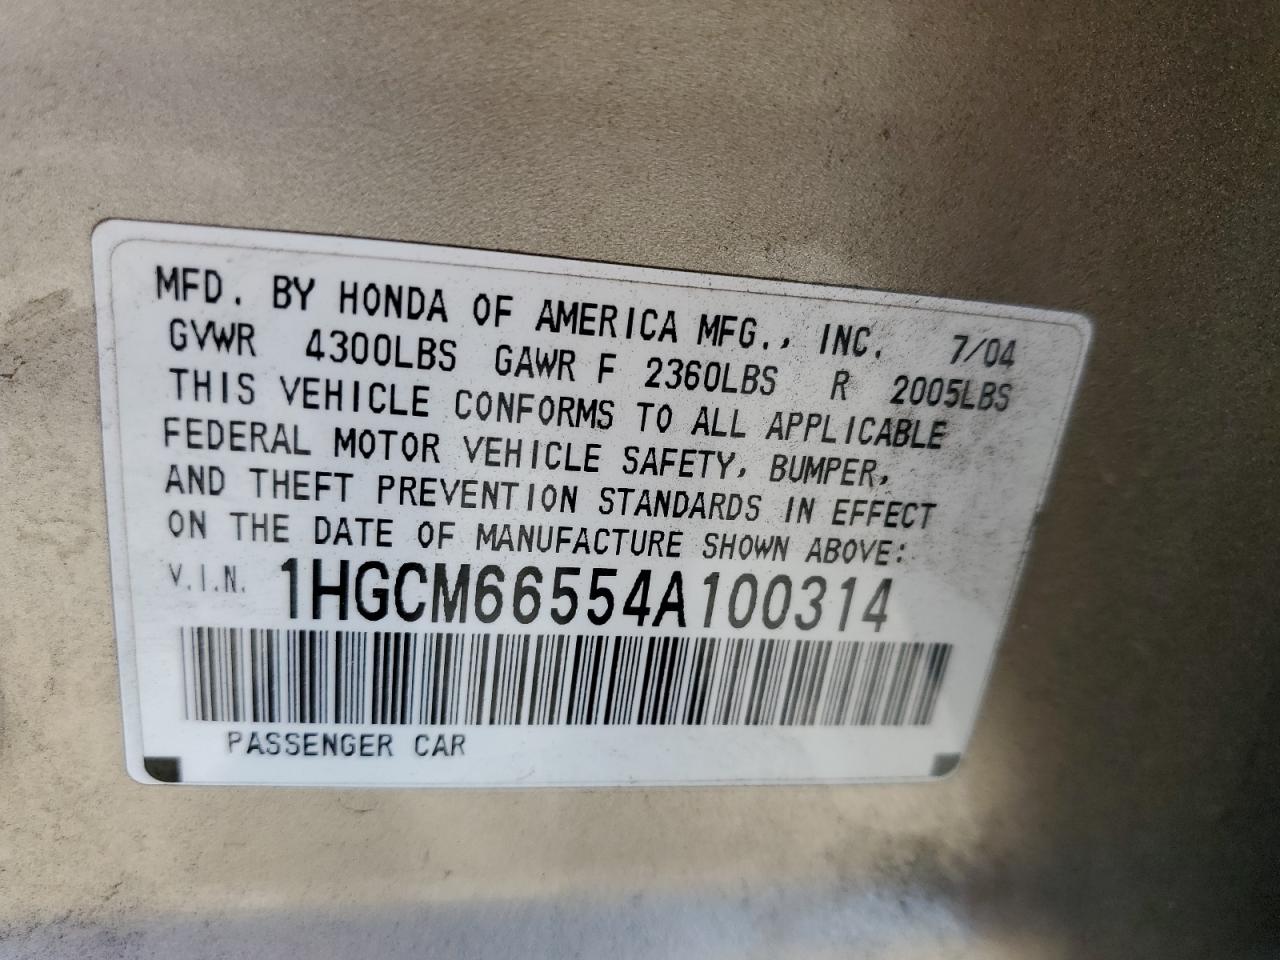 MFD. BY HONDA OF AMERICA MFG., INC. 7/04
GVWR 4300LBS GAWR F 2360LBS R 2005LBS
THIS VEHICLE CONFORMS TO ALL APPLICABLE
FEDERAL MOTOR VEHICLE SAFETY, BUMPER,
AND THEFT PREVENTION STANDARDS IN EFFECT
ON THE DATE OF MANUFACTURE SHOWN ABOVE:
V.I.N. 1HGCM66554A100314
PASSENGER CAR